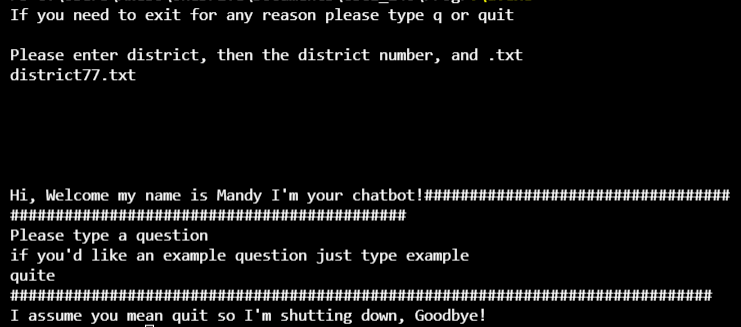 If you need to exit for any reason please type q or quit
Please enter district, then the district number, and .txt
district77.txt
Hi, Welcome my name is Mandy I'm your chatbot!##################################
############################################
Please type a question
if you'd like an example question just type example
quite
##############################################################################
I assume you mean quit so I'm shutting down, Goodbye!